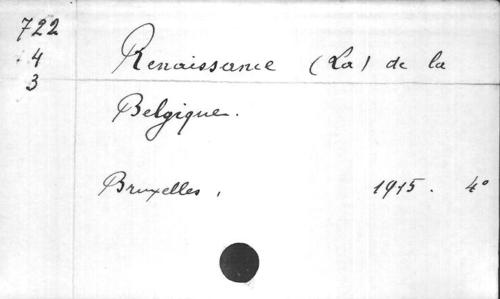 722
4
3
Renaissance (La) de la
Belgique.
Bruxelles, 1915. 4°